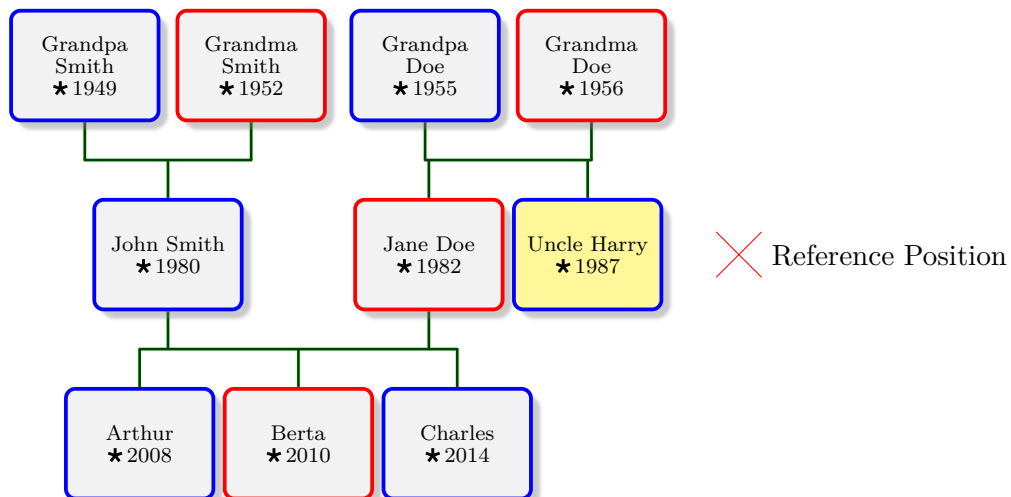 Grandpa
Smith
★1949
Grandma
Smith
★1952
Grandpa
Doe
★1955
Grandma
Doe
★1956
John Smith
★1980
Jane Doe
★1982
Uncle Harry
★1987
Reference Position
Arthur
★2008
Berta
★2010
Charles
★2014